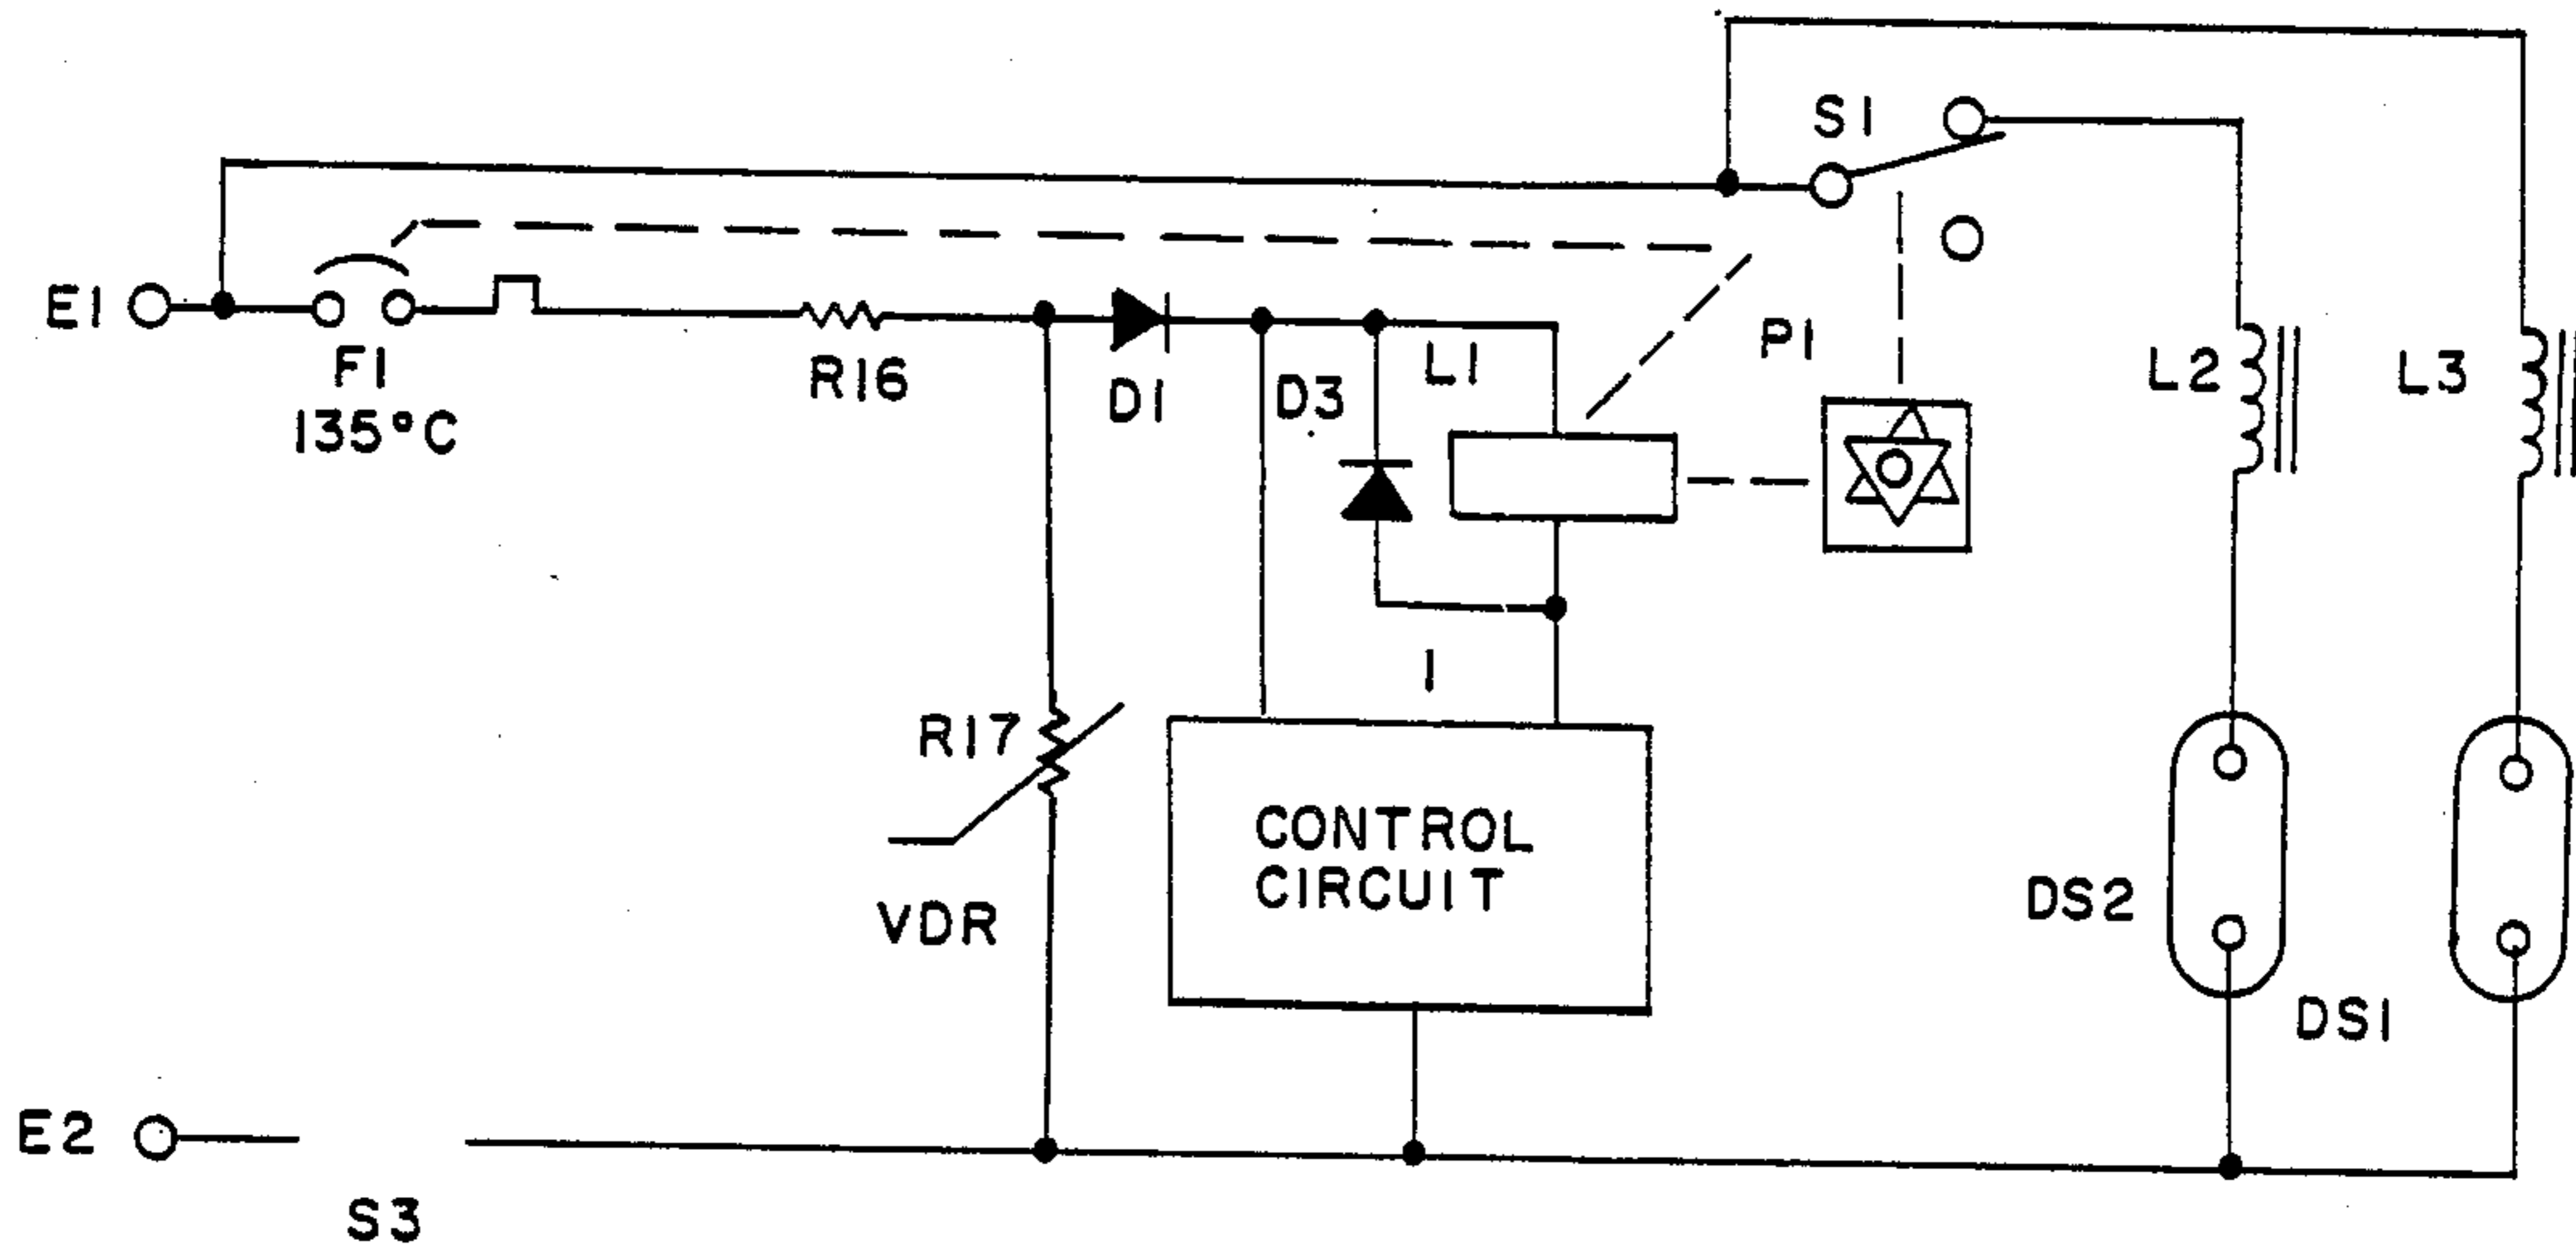 S1
E1
F1
135°C
R16
D1
D3
L1
P1
L2
L3
R17
1
VDR
CONTROL
CIRCUIT
DS2
DS1
E2
S3